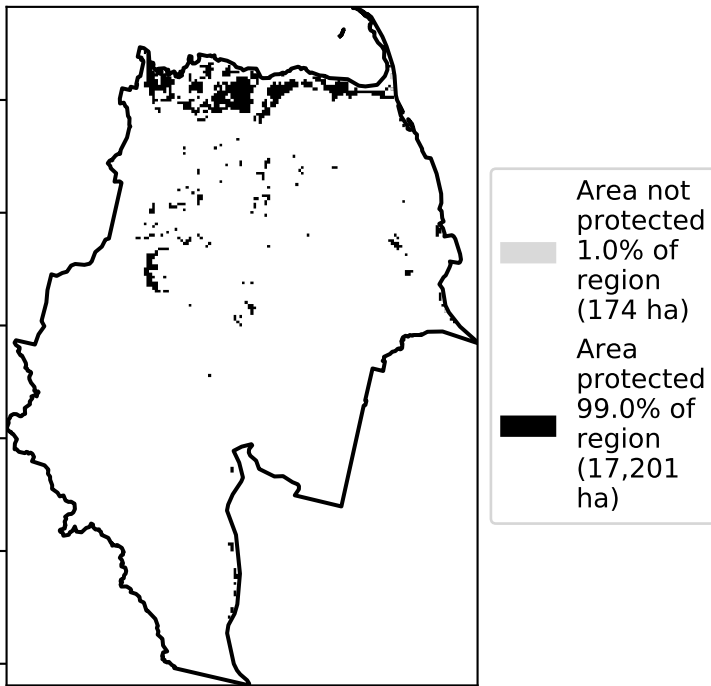 Area not
protected
1.0% of
region
(174 ha)
Area
protected
99.0% of
region
(17,201
ha)